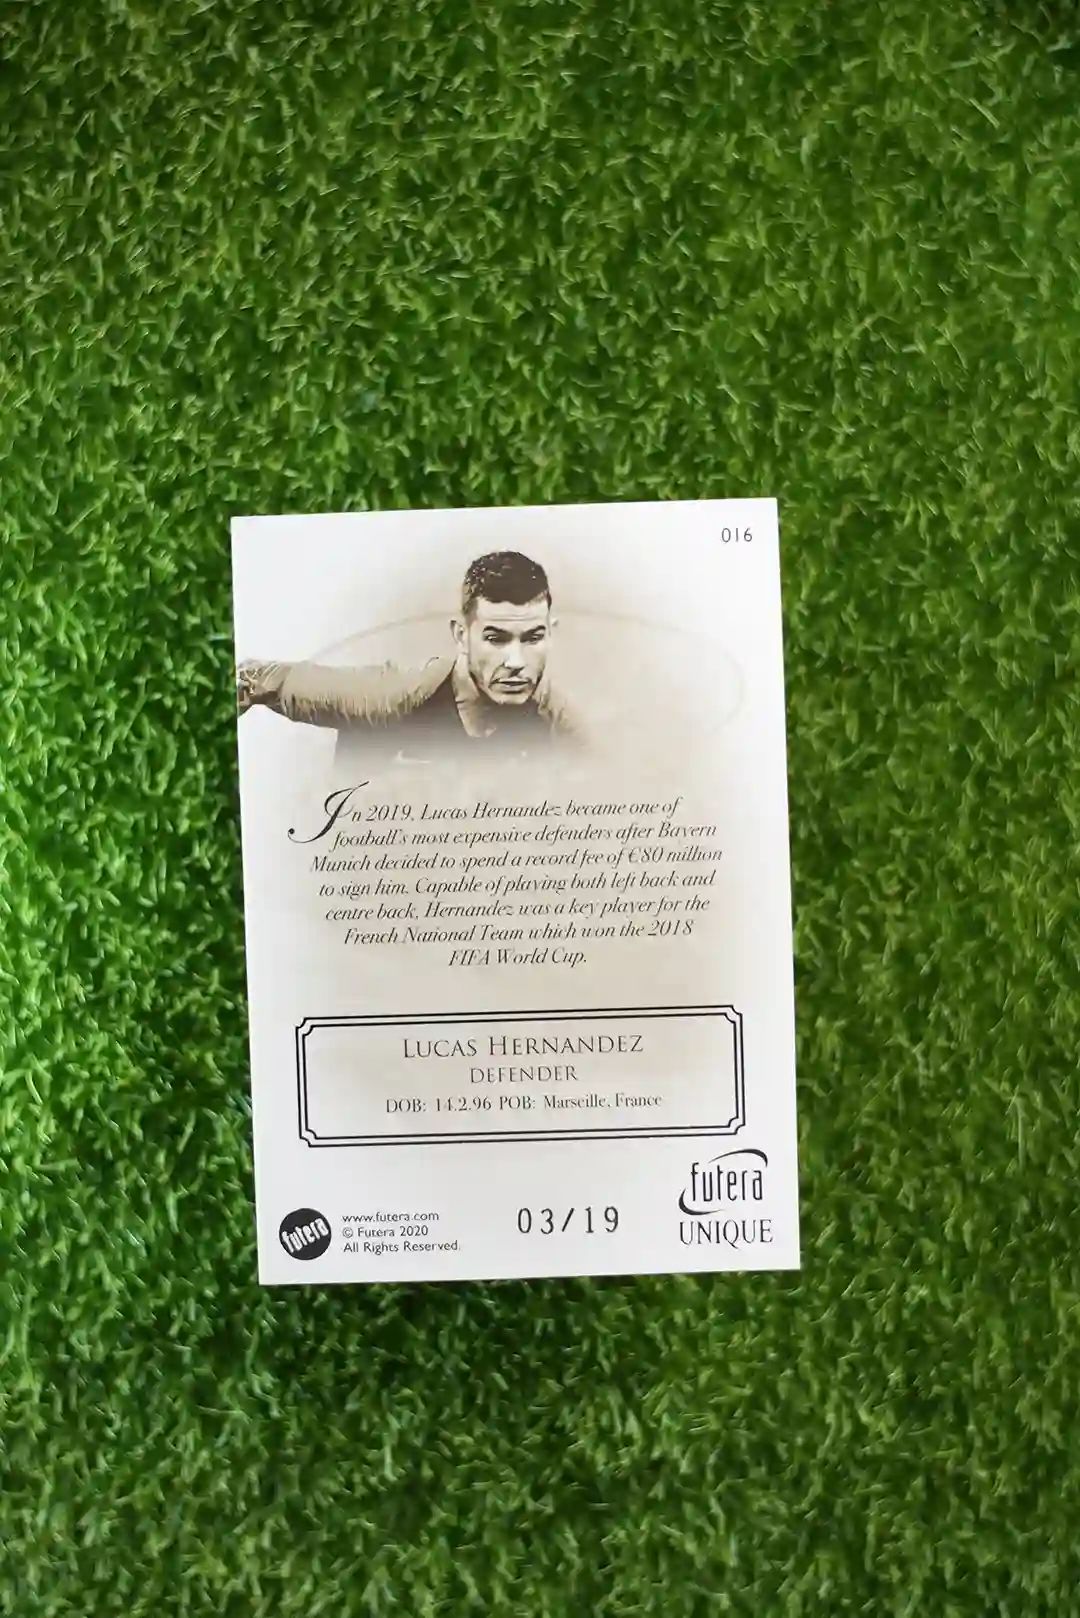 016
In 2019, Lucas Hernandez became one of
football's most expensive defenders after Bayern
Munich decided to spend a record fee of €80 million
to sign him. Capable of playing both left back and
centre back, Hernandez was a key player for the
French National Team which won the 2018
FIFA World Cup.
LUCAS HERNANDEZ
DEFENDER
DOB: 14.2.96 POB: Marseille, France
futera
UNIQUE
futera
www.futera.com
© Futera 2020
All Rights Reserved.
03/19